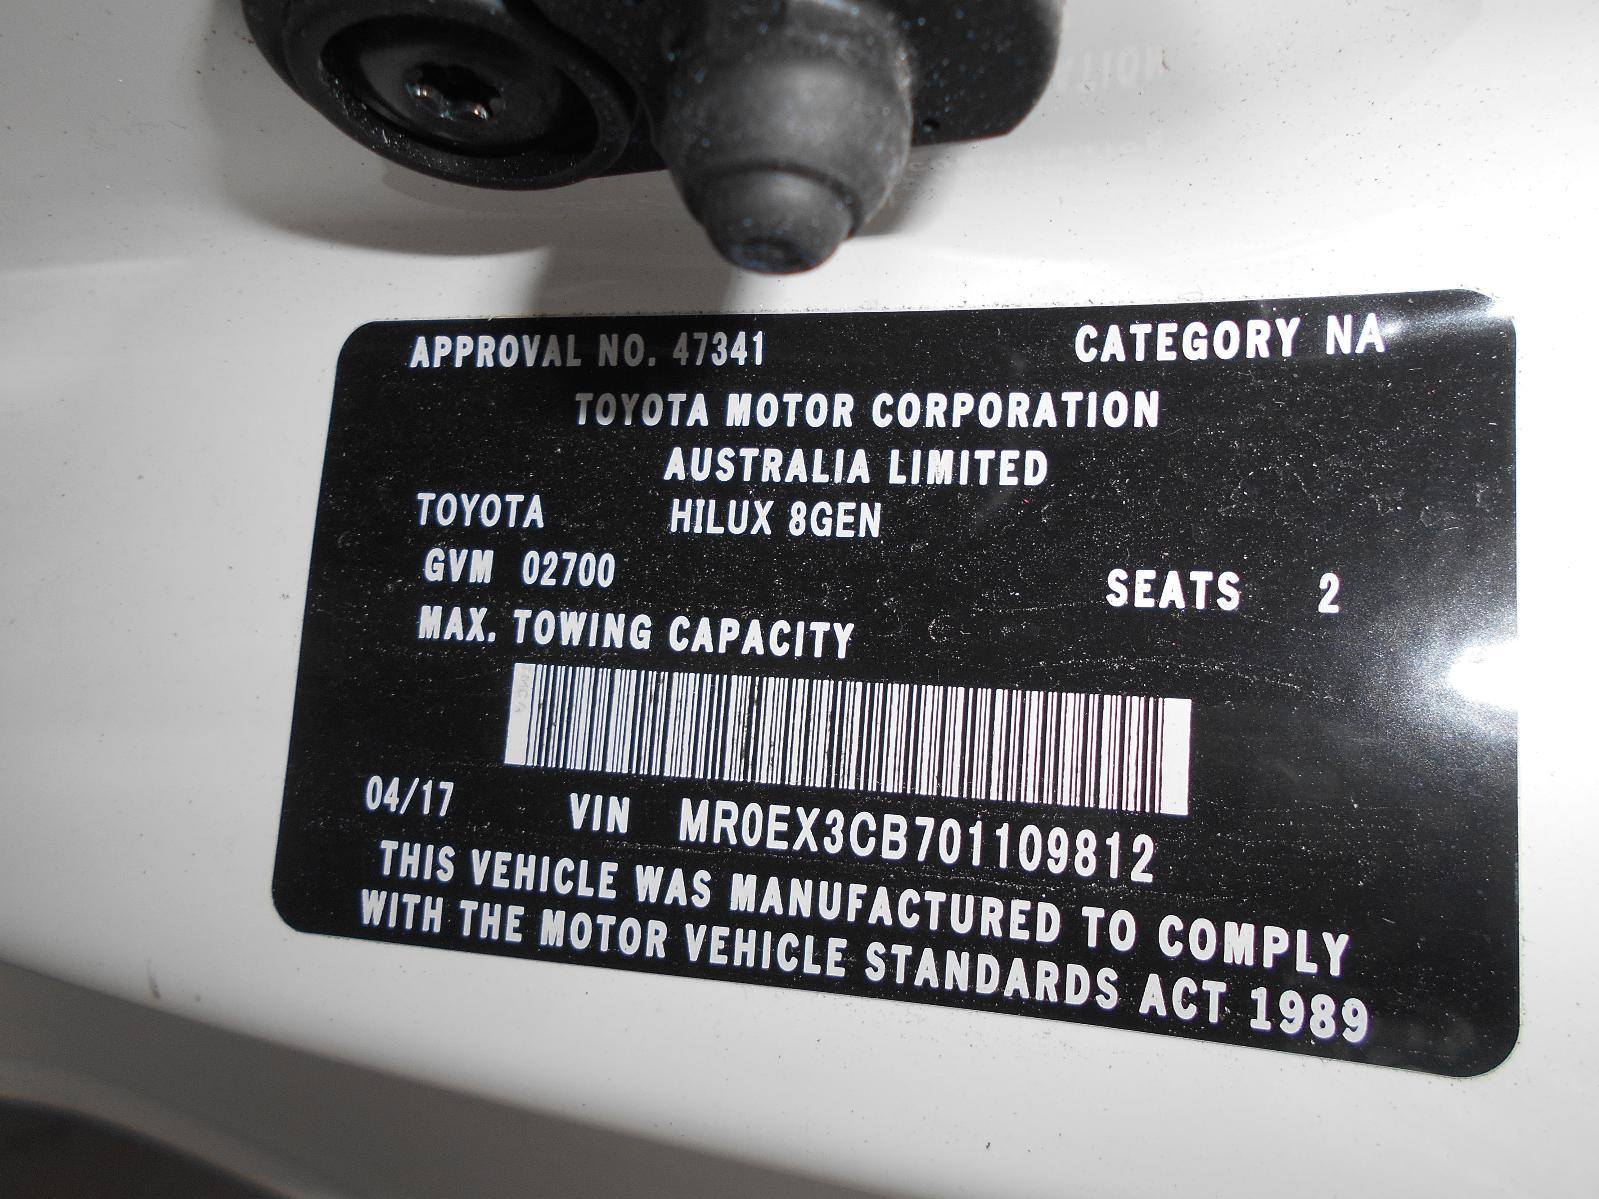 APPROVAL NO. 47341 CATEGORY NA
TOYOTA MOTOR CORPORATION
AUSTRALIA LIMITED
TOYOTA HILUX 8GEN
GVM 02700 SEATS 2
MAX. TOWING CAPACITY
TMCA
04/17 VIN MR0EX3CB701109812
THIS VEHICLE WAS MANUFACTURED TO COMPLY
WITH THE MOTOR VEHICLE STANDARDS ACT 1989